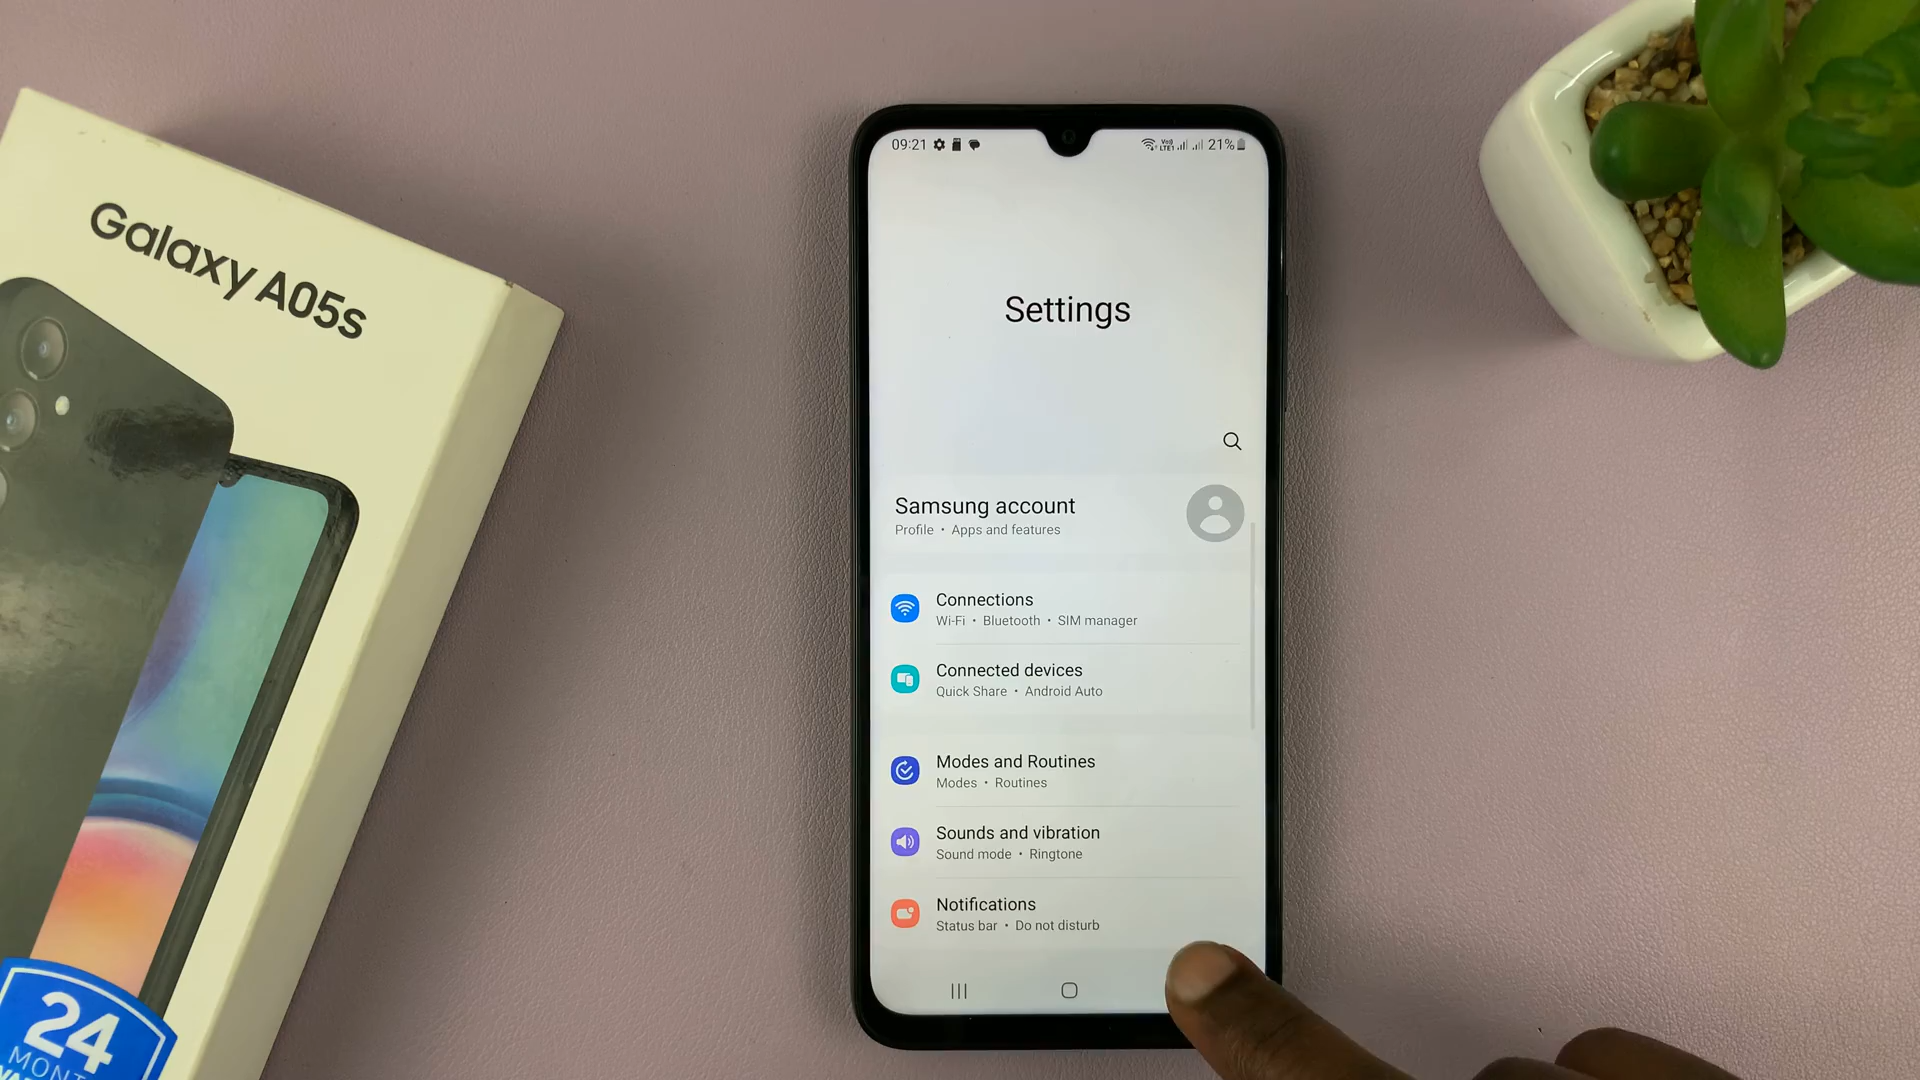 Galaxy A05s
24
MONT
09:21
21%
Settings
Samsung account
Profile • Apps and features
Connections
Wi-Fi • Bluetooth • SIM manager
Connected devices
Quick Share • Android Auto
Modes and Routines
Modes • Routines
Sounds and vibration
Sound mode • Ringtone
Notifications
Status bar • Do not disturb